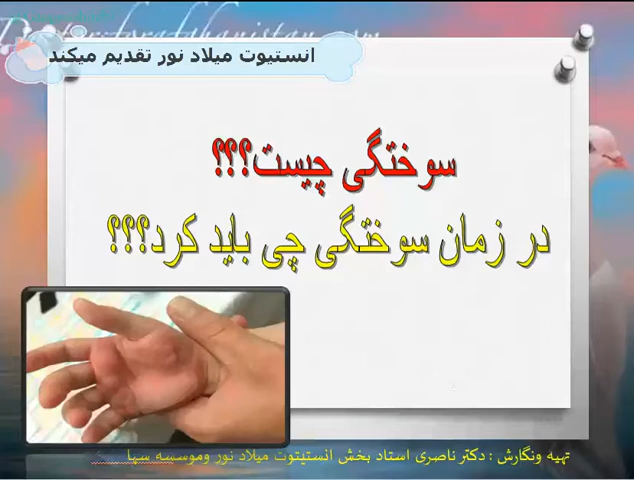 انستیوت میلاد نور تقدیم میکند
سوختگی چیست؟؟؟
در زمان سوختگی چی باید کرد؟؟؟
تهیه ونگارش : دکتر ناصری استاد بخش انستیتوت میلاد نور وموسسه سها